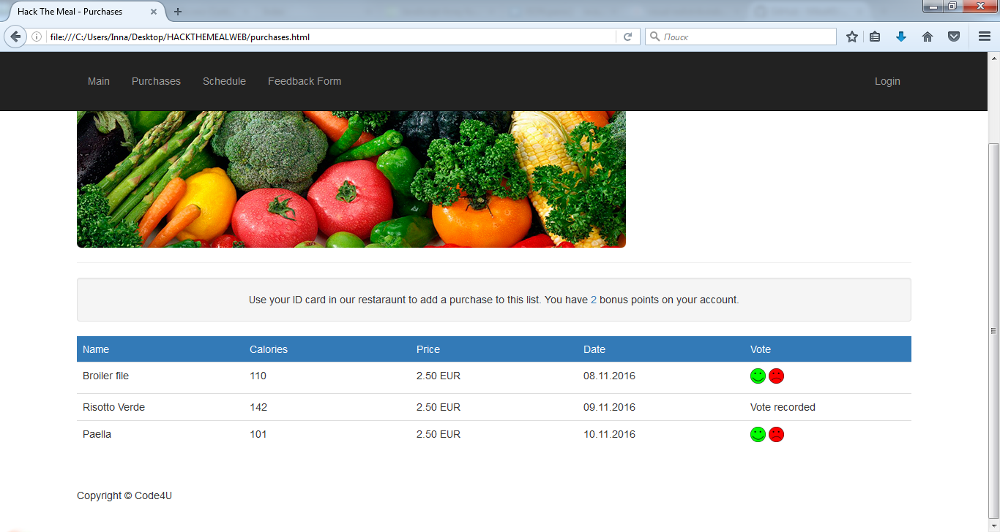 Hack The Meal - Purchases
file:///C:/Users/Inna/Desktop/HACKTHEMEALWEB/purchases.html
Поиск
Main Purchases Schedule Feedback Form Login
Use your ID card in our restaraunt to add a purchase to this list. You have 2 bonus points on your account.
Name Calories Price Date Vote
Broiler file 110 2.50 EUR 08.11.2016
Risotto Verde 142 2.50 EUR 09.11.2016 Vote recorded
Paella 101 2.50 EUR 10.11.2016
Copyright © Code4U